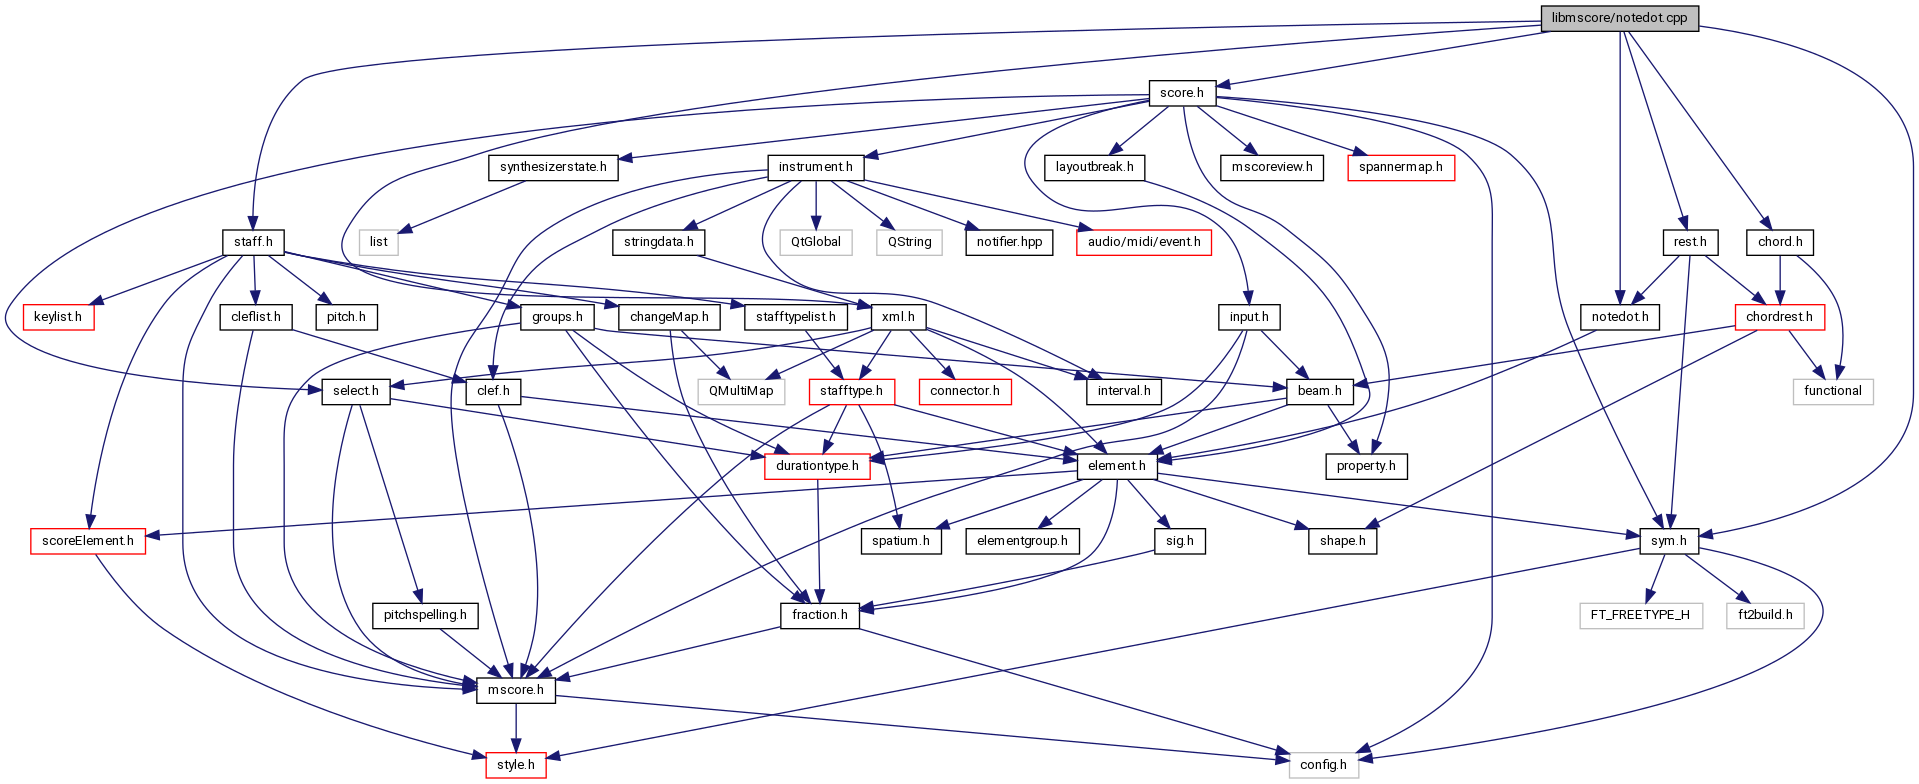 libmscore/notedot.cpp
score.h
synthesizerstate.h
instrument.h
layoutbreak.h
mscoreview.h
spannermap.h
staff.h
list
stringdata.h
QtGlobal
QString
notifier.hpp
audio/midi/event.h
rest.h
chord.h
keylist.h
cleflist.h
pitch.h
groups.h
changeMap.h
stafftypelist.h
xml.h
input.h
notedot.h
chordrest.h
select.h
clef.h
QMultiMap
stafftype.h
connector.h
interval.h
beam.h
functional
durationtype.h
element.h
property.h
scoreElement.h
spatium.h
elementgroup.h
sig.h
shape.h
sym.h
pitchspelling.h
fraction.h
FT_FREETYPE_H
ft2build.h
mscore.h
style.h
config.h